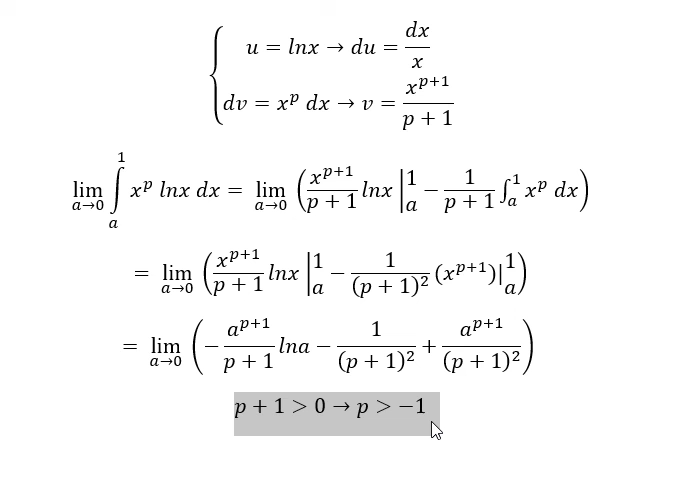 u = lnx → du = dx/x
dv = x^p dx → v = x^(p+1)/(p + 1)
lim_(a→0) ∫_a^1 x^p lnx dx = lim_(a→0) (x^(p+1)/(p + 1) lnx |_a^1 − 1/(p + 1) ∫_a^1 x^p dx)
= lim_(a→0) (x^(p+1)/(p + 1) lnx |_a^1 − 1/(p + 1)² (x^(p+1))|_a^1)
= lim_(a→0) (− a^(p+1)/(p + 1) lna − 1/(p + 1)² + a^(p+1)/(p + 1)²)
p + 1 > 0 → p > −1